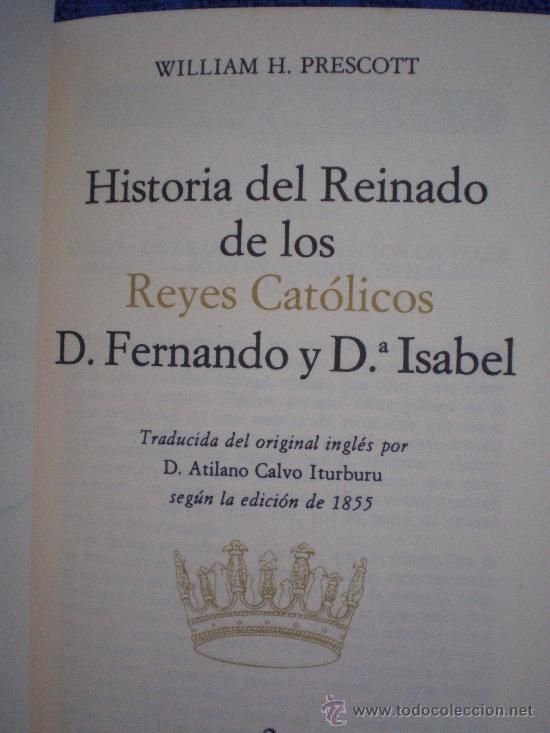 WILLIAM H. PRESCOTT
Historia del Reinado
de los
Reyes Católicos
D. Fernando y D.ª Isabel
Traducida del original inglés por
D. Atilano Calvo Iturburu
según la edición de 1855
www.todocoleccion.net